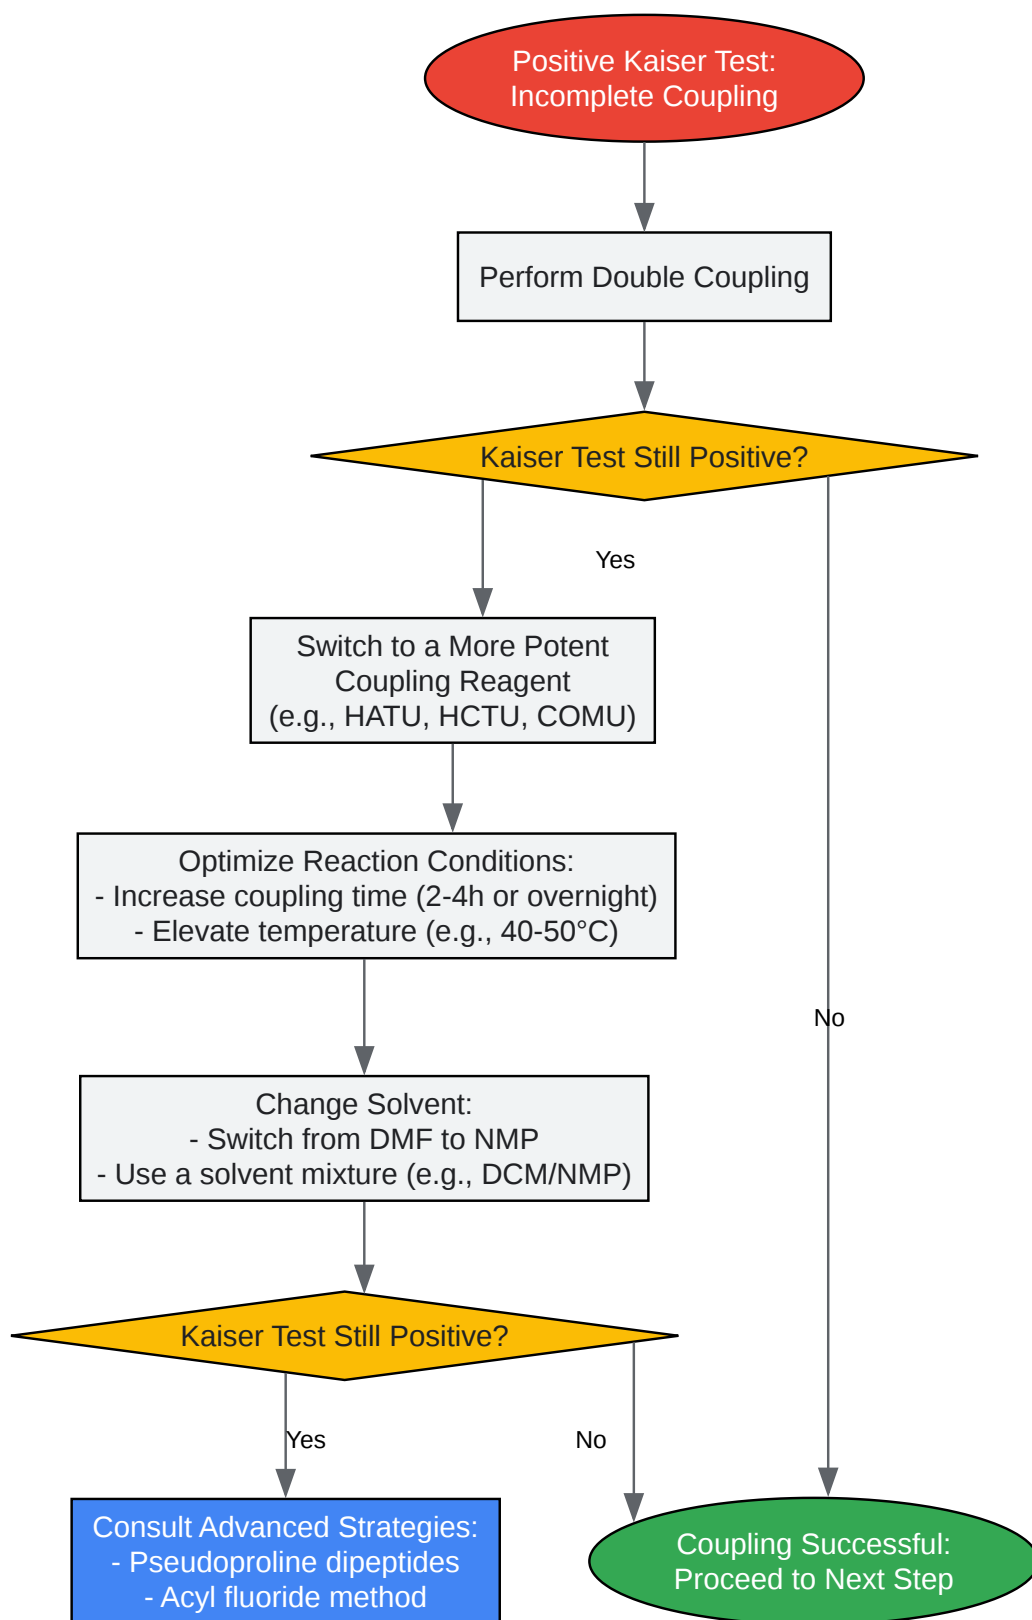 Positive Kaiser Test:
Incomplete Coupling
Perform Double Coupling
Kaiser Test Still Positive?
Yes
Switch to a More Potent
Coupling Reagent
(e.g., HATU, HCTU, COMU)
Optimize Reaction Conditions:
- Increase coupling time (2-4h or overnight)
- Elevate temperature (e.g., 40-50°C)
No
Change Solvent:
- Switch from DMF to NMP
- Use a solvent mixture (e.g., DCM/NMP)
Kaiser Test Still Positive?
Yes
No
Consult Advanced Strategies:
- Pseudoproline dipeptides
- Acyl fluoride method
Coupling Successful:
Proceed to Next Step